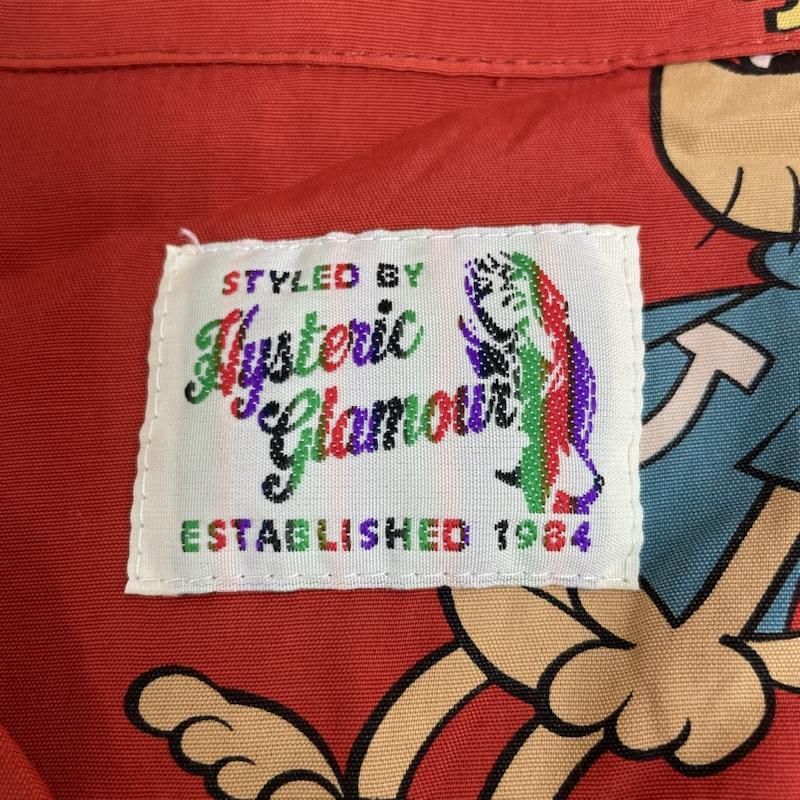 STYLED BY
Hysteric
Glamour
ESTABLISHED 1984